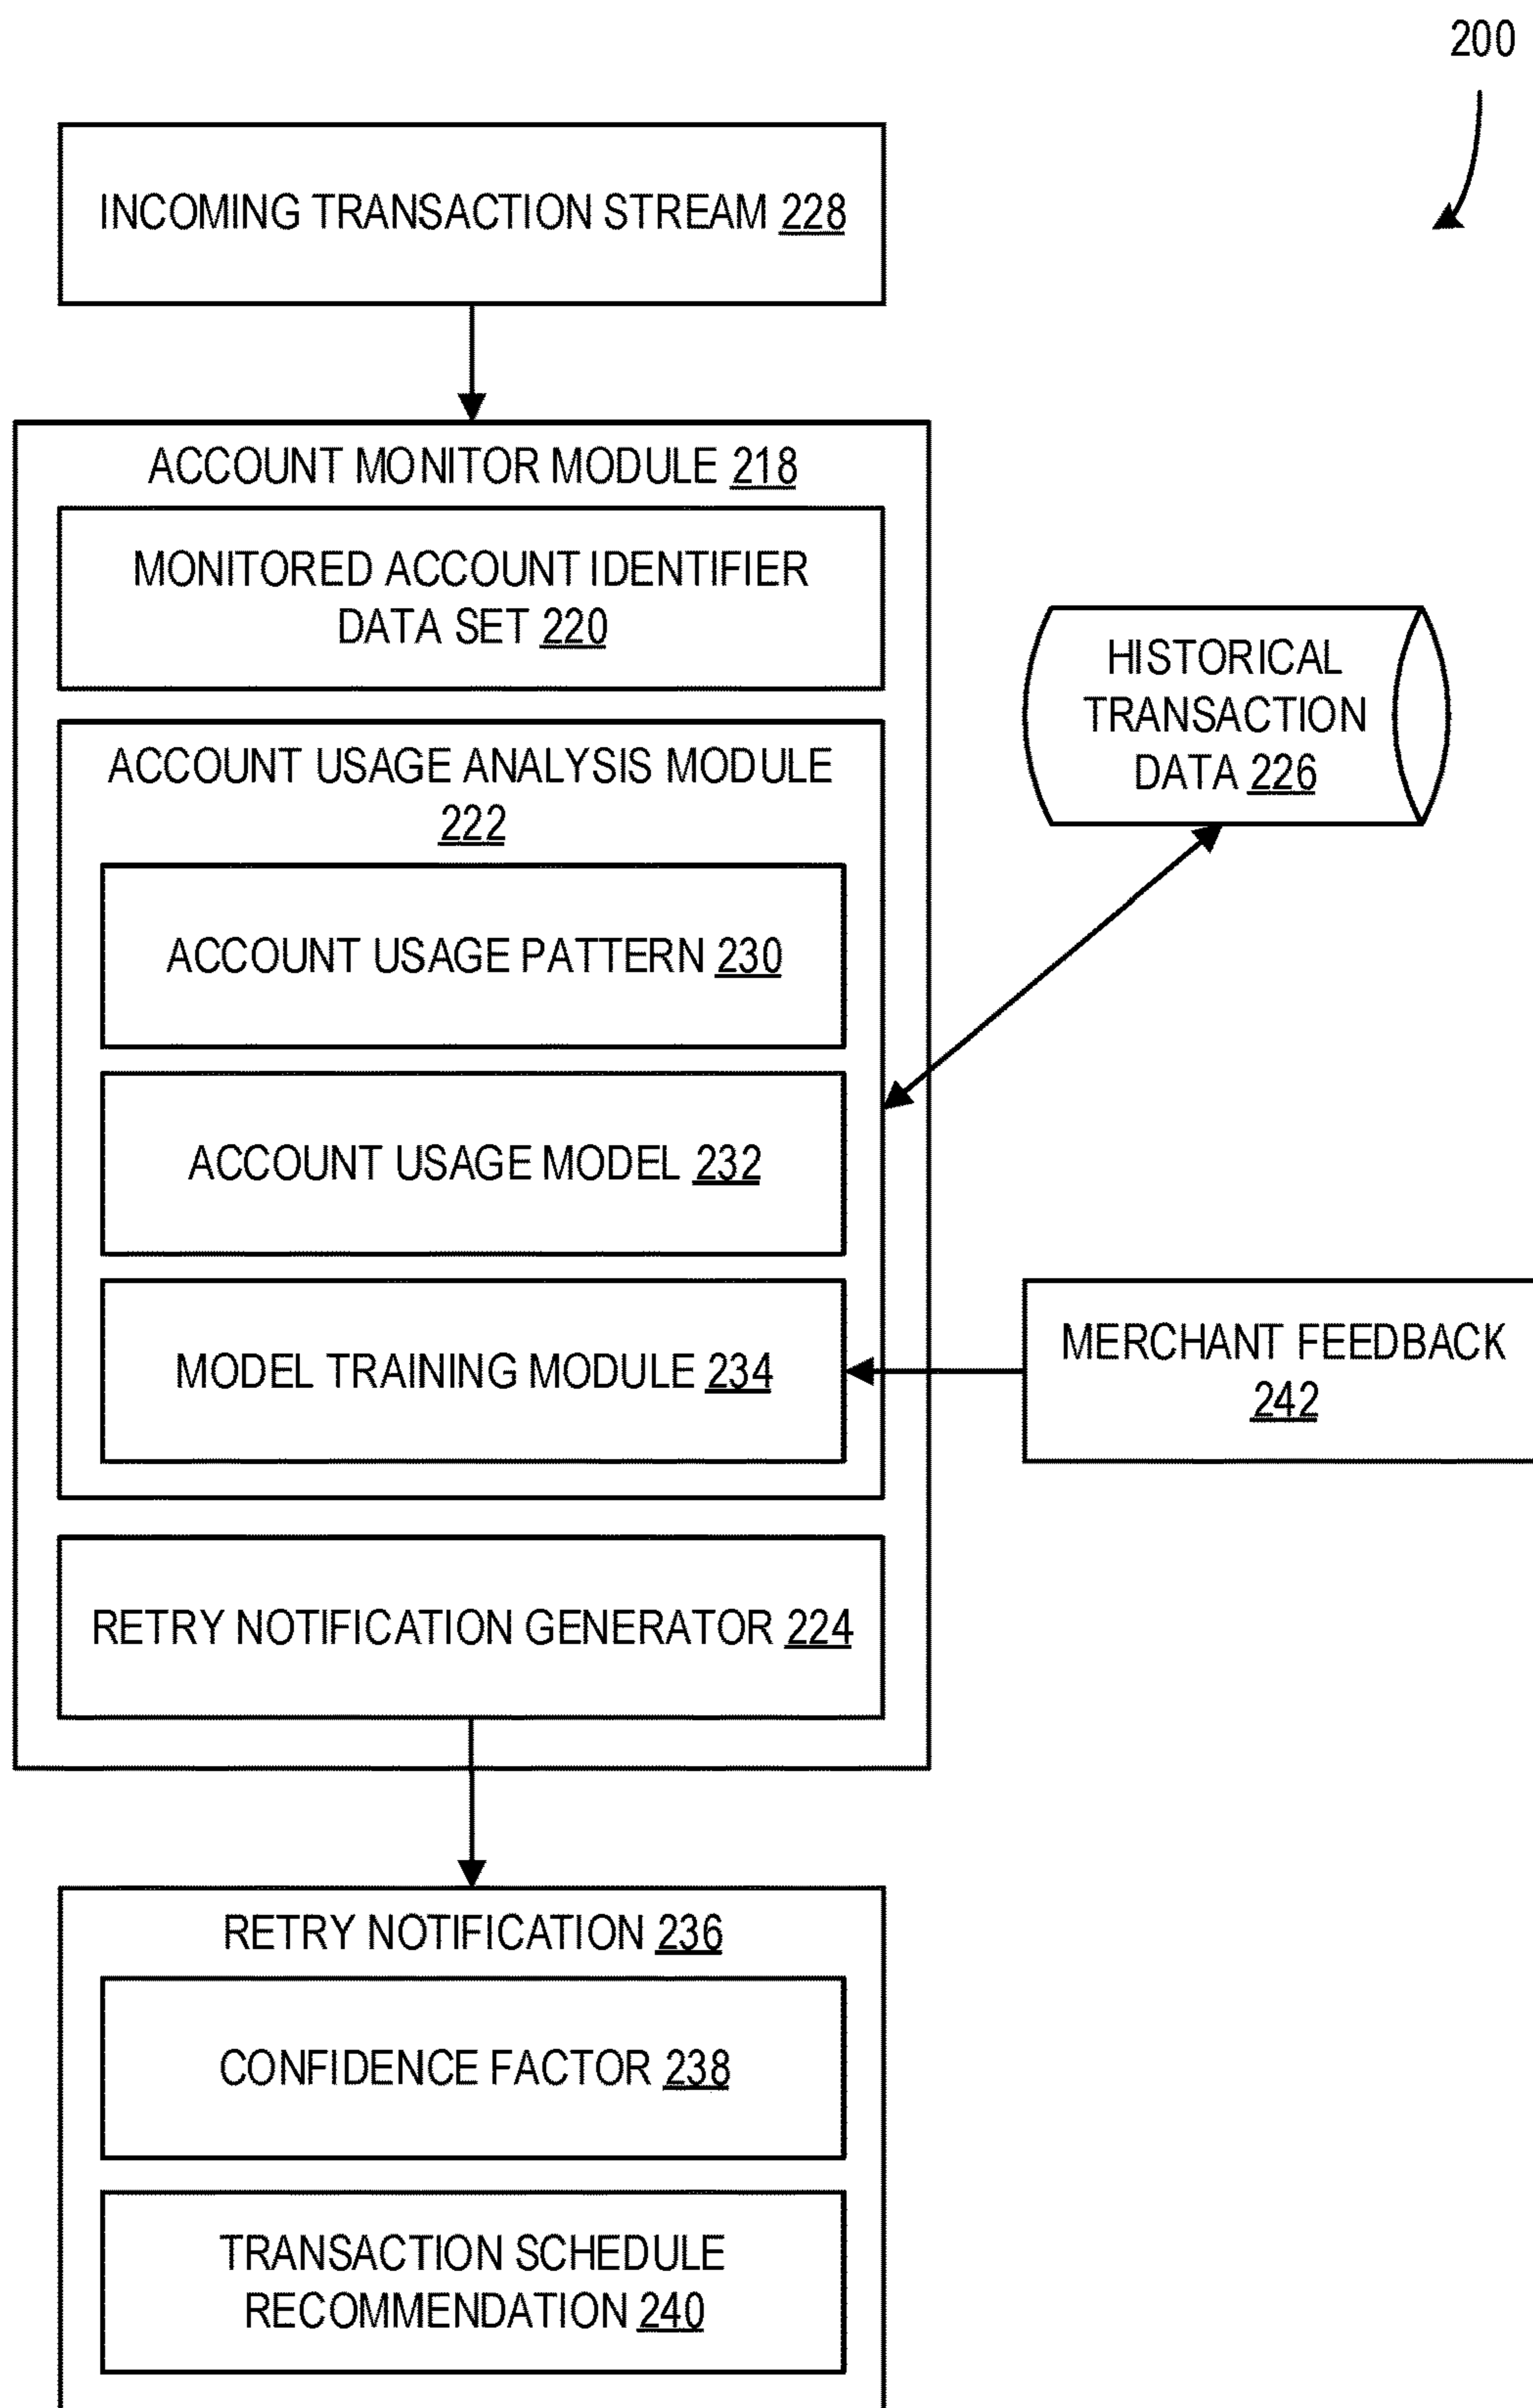 200
INCOMING TRANSACTION STREAM 228
ACCOUNT MONITOR MODULE 218
MONITORED ACCOUNT IDENTIFIER
DATA SET 220
HISTORICAL
TRANSACTION
DATA 226
ACCOUNT USAGE ANALYSIS MODULE
222
ACCOUNT USAGE PATTERN 230
ACCOUNT USAGE MODEL 232
MODEL TRAINING MODULE 234
MERCHANT FEEDBACK
242
RETRY NOTIFICATION GENERATOR 224
RETRY NOTIFICATION 236
CONFIDENCE FACTOR 238
TRANSACTION SCHEDULE
RECOMMENDATION 240